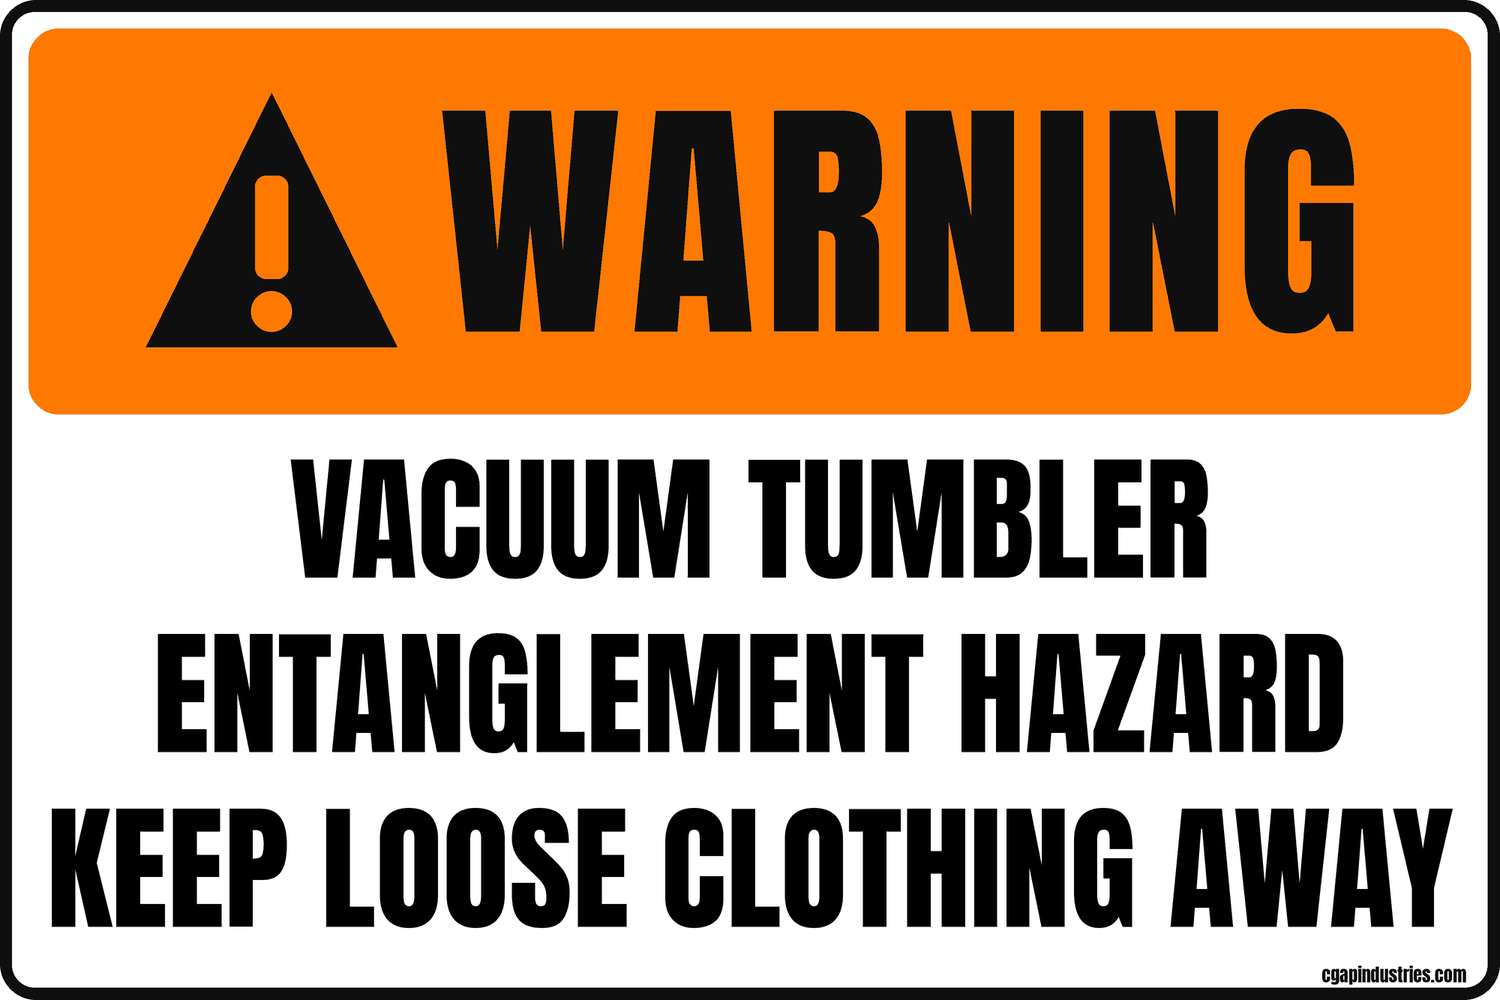 WARNING
VACUUM TUMBLER
ENTANGLEMENT HAZARD
KEEP LOOSE CLOTHING AWAY
cgapindustries.com